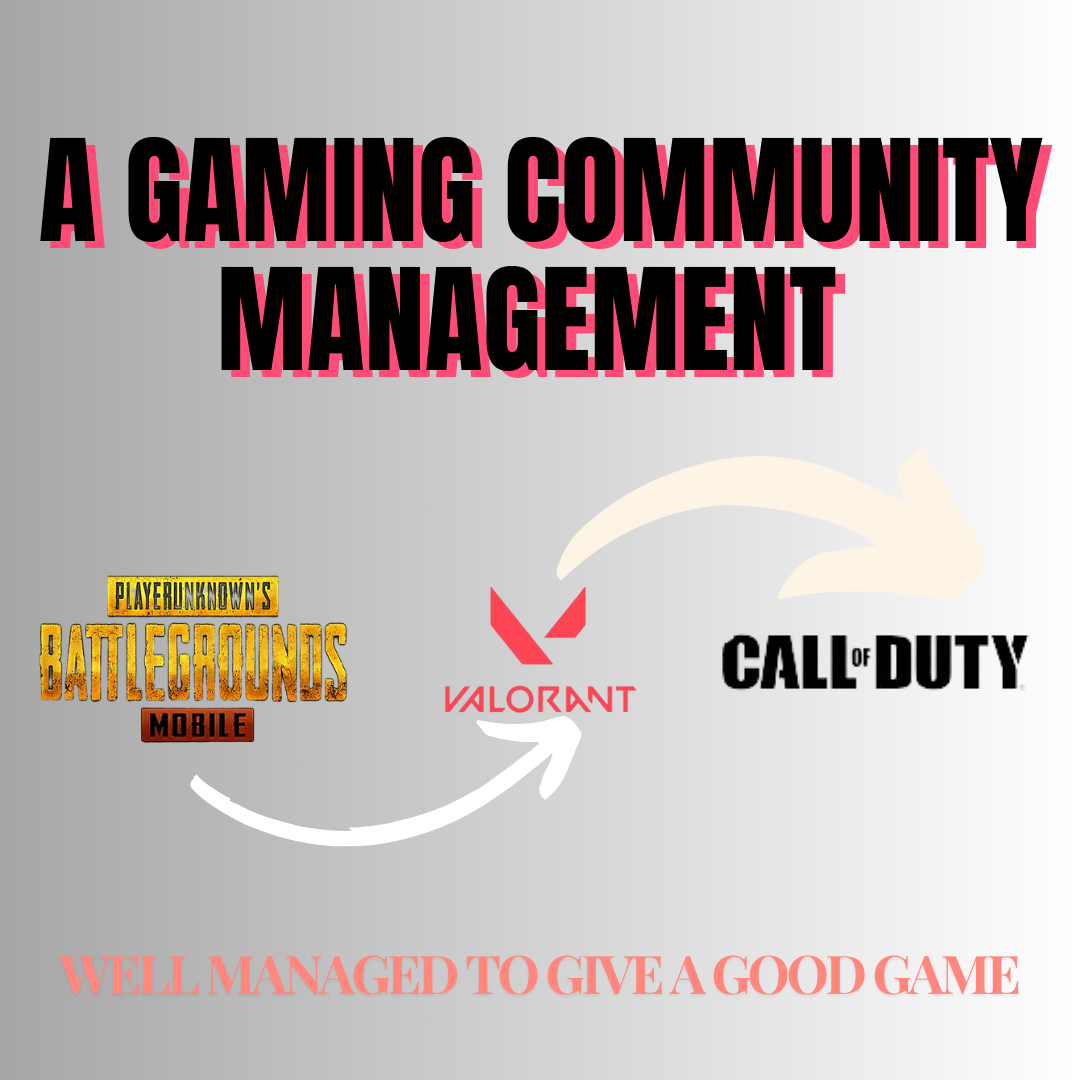 A GAMING COMMUNITY
MANAGEMENT
PLAYERUNKNOWN'S
BATTLEGROUNDS
MOBILE
VALORANT
CALL OF DUTY
WELL MANAGED TO GIVE A GOOD GAME